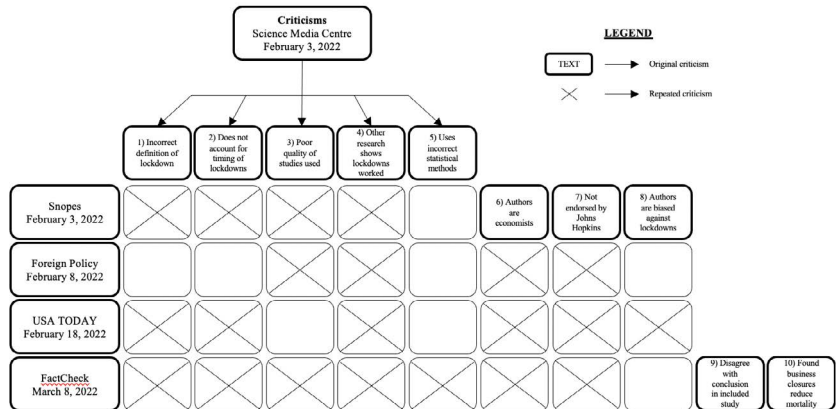 Criticisms
Science Media Centre
February 3, 2022
LEGEND
TEXT
Original criticism
Repeated criticism
1) Incorrect
definition of
lockdown
2) Does not
account for
timing of
lockdowns
3) Poor
quality of
studies used
4) Other
research
shows
lockdowns
worked
5) Uses
incorrect
statistical
methods
Snopes
February 3, 2022
6) Authors
are
economists
7) Not
endorsed by
Johns
Hopkins
8) Authors
are biased
against
lockdowns
Foreign Policy
February 8, 2022
USA TODAY
February 18, 2022
FactCheck
March 8, 2022
9) Disagree
with
conclusion
in included
study
10) Found
business
closures
reduce
mortality